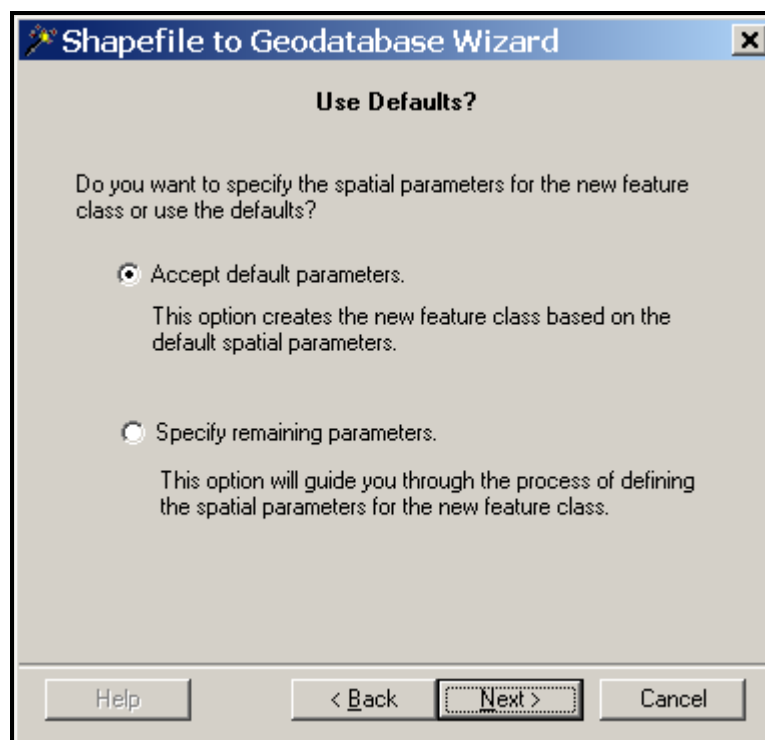 Shapefile to Geodatabase Wizard
Use Defaults?
Do you want to specify the spatial parameters for the new feature
class or use the defaults?
Accept default parameters.
This option creates the new feature class based on the
default spatial parameters.
Specify remaining parameters.
This option will guide you through the process of defining
the spatial parameters for the new feature class.
Help
< Back
Next >
Cancel